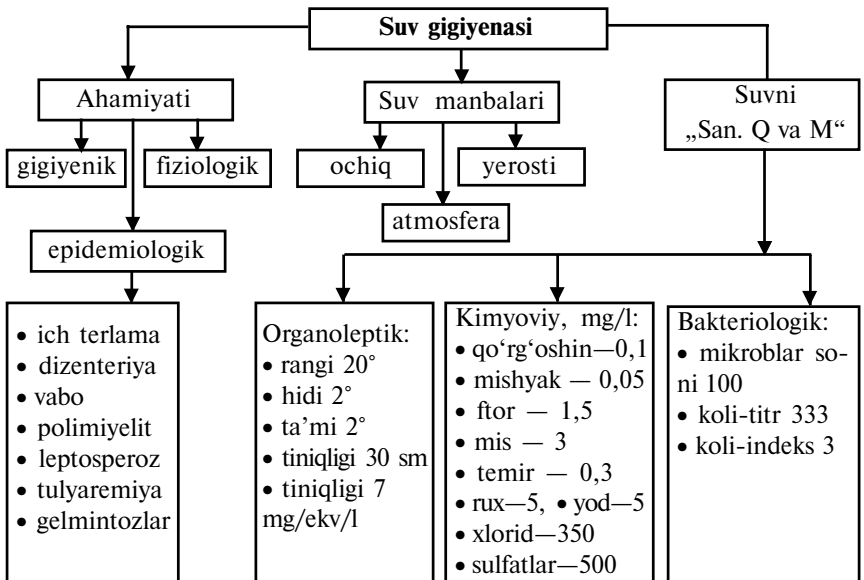 Suv gigiyenasi
Ahamiyati
Suv manbalari
Suvni
„San. Q va M“
gigiyenik
fiziologik
ochiq
yerosti
atmosfera
epidemiologik
• ich terlama
• dizenteriya
• vabo
• polimiyelit
• leptosperoz
• tulyaremiya
• gelmintozlar
Organoleptik:
• rangi 20°
• hidi 2°
• ta’mi 2°
• tiniqligi 30 sm
• tiniqligi 7
mg/ekv/l
Kimyoviy, mg/l:
• qo‘rg‘oshin—0,1
• mishyak — 0,05
• ftor — 1,5
• mis — 3
• temir — 0,3
• rux—5, • yod—5
• xlorid—350
• sulfatlar—500
Bakteriologik:
• mikroblar so-
ni 100
• koli-titr 333
• koli-indeks 3